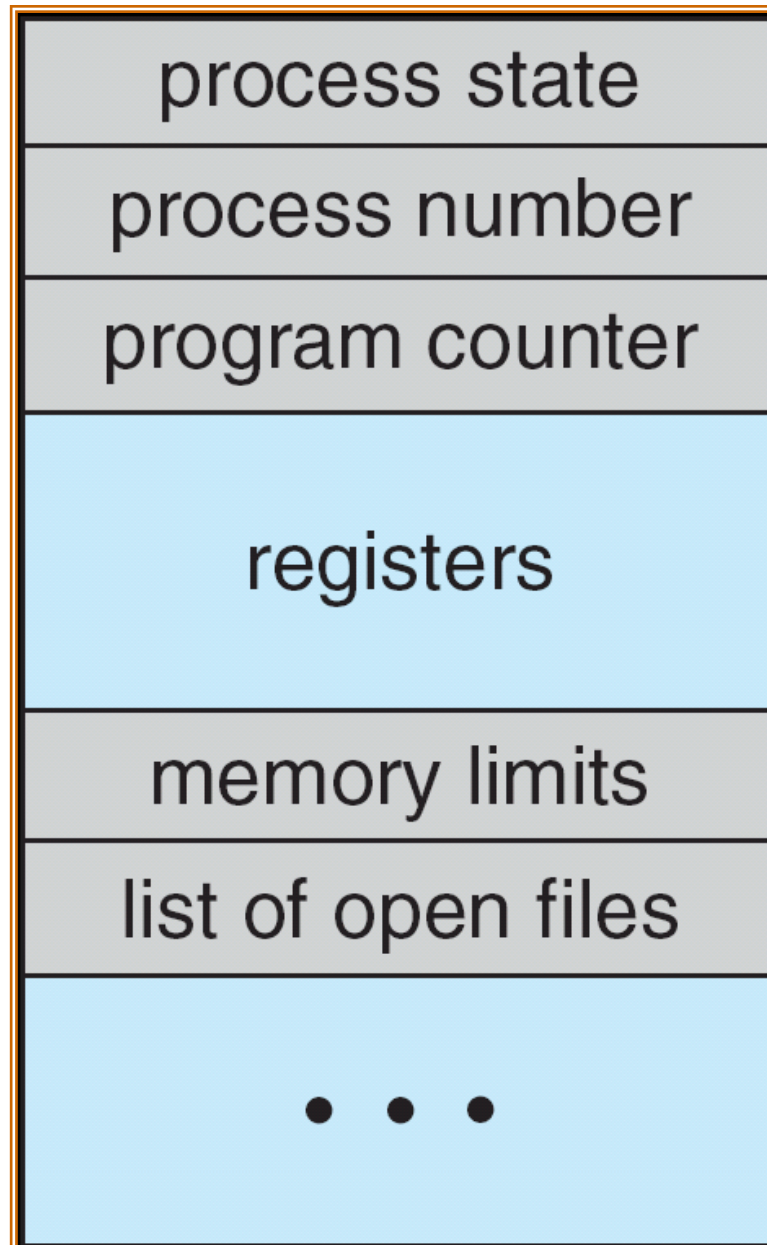 process state
process number
program counter
registers
memory limits
list of open files
• • •